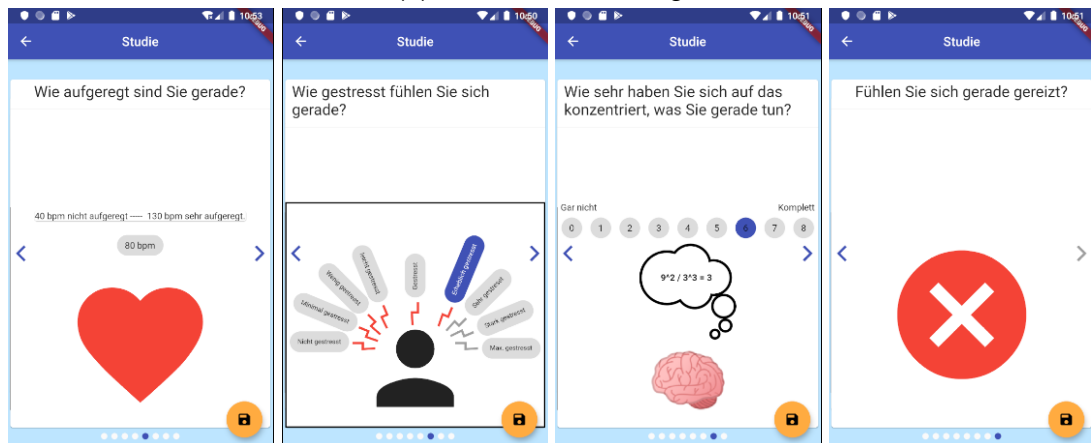 10:53
Studie
Wie aufgeregt sind Sie gerade?
40 bpm nicht aufgeregt ---- 130 bpm sehr aufgeregt.
80 bpm
10:50
Studie
Wie gestresst fühlen Sie sich
gerade?
Nicht gestresst
Minimal gestresst
Wenig gestresst
gestresst
Gestresst
Erheblich gestresst
Sehr gestresst
Stark gestresst
Max. gestresst
10:51
Studie
Wie sehr haben Sie sich auf das
konzentriert, was Sie gerade tun?
Gar nicht Komplett
0 1 2 3 4 5 6 7 8
9^2 / 3^3 = 3
10:51
Studie
Fühlen Sie sich gerade gereizt?